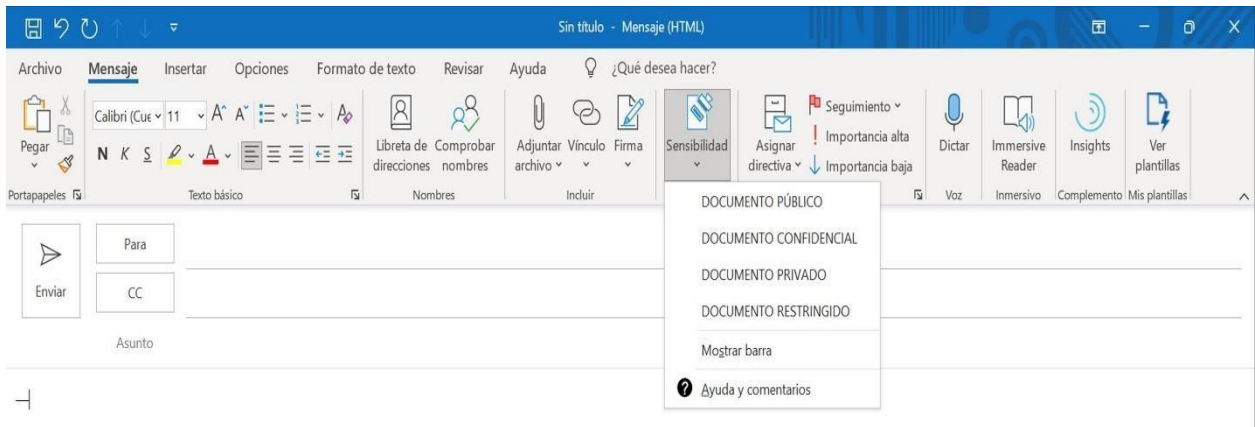 Sin título - Mensaje (HTML)
Archivo Mensaje Insertar Opciones Formato de texto Revisar Ayuda ¿Qué desea hacer?
Pegar
Calibri (Cue 11
N K S
Libreta de direcciones
Comprobar nombres
Adjuntar archivo
Vínculo
Firma
Sensibilidad
Asignar directiva
Seguimiento
Importancia alta
Importancia baja
Dictar
Immersive Reader
Insights
Ver plantillas
Portapapeles Texto básico Nombres Incluir Voz Inmersivo Complemento Mis plantillas
DOCUMENTO PÚBLICO
DOCUMENTO CONFIDENCIAL
DOCUMENTO PRIVADO
DOCUMENTO RESTRINGIDO
Mostrar barra
Ayuda y comentarios
Enviar
Para
CC
Asunto